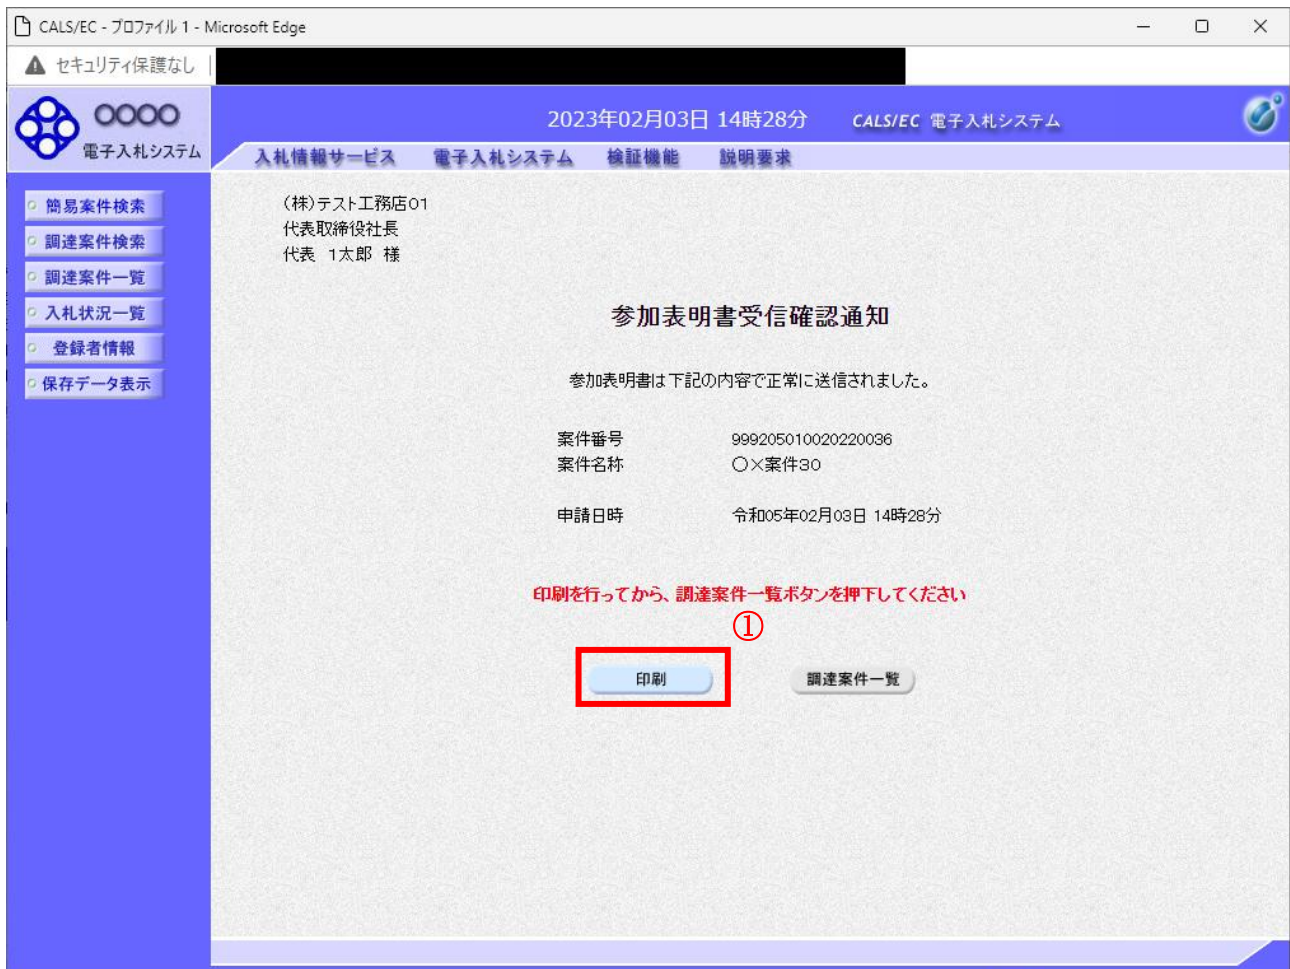 CALS/EC - プロファイル 1 - Microsoft Edge
セキュリティ保護なし
〇〇〇〇
電子入札システム
2023年02月03日 14時28分
CALS/EC 電子入札システム
入札情報サービス 電子入札システム 検証機能 説明要求
簡易案件検索
調達案件検索
調達案件一覧
入札状況一覧
登録者情報
保存データ表示
(株)テスト工務店01
代表取締役社長
代表 1太郎 様
参加表明書受信確認通知
参加表明書は下記の内容で正常に送信されました。
案件番号 999205010020220036
案件名称 〇×案件30
申請日時 令和05年02月03日 14時28分
印刷を行ってから、調達案件一覧ボタンを押下してください
①
印刷 調達案件一覧